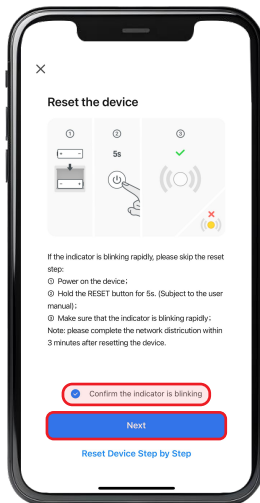 Reset the device
① ② ③
5s
If the indicator is blinking rapidly, please skip the reset
step:
① Power on the device;
② Hold the RESET button for 5s. (Subject to the user
manual);
③ Make sure that the indicator is blinking rapidly;
Note: please complete the network districution within
3 minutes after resetting the device.
Confirm the indicator is blinking
Next
Reset Device Step by Step